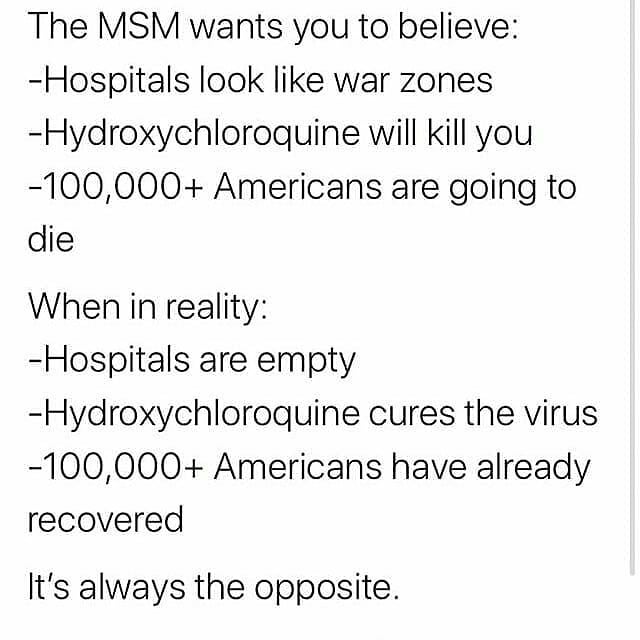 The MSM wants you to believe:
-Hospitals look like war zones
-Hydroxychloroquine will kill you
-100,000+ Americans are going to
die
When in reality:
-Hospitals are empty
-Hydroxychloroquine cures the virus
-100,000+ Americans have already
recovered
It's always the opposite.